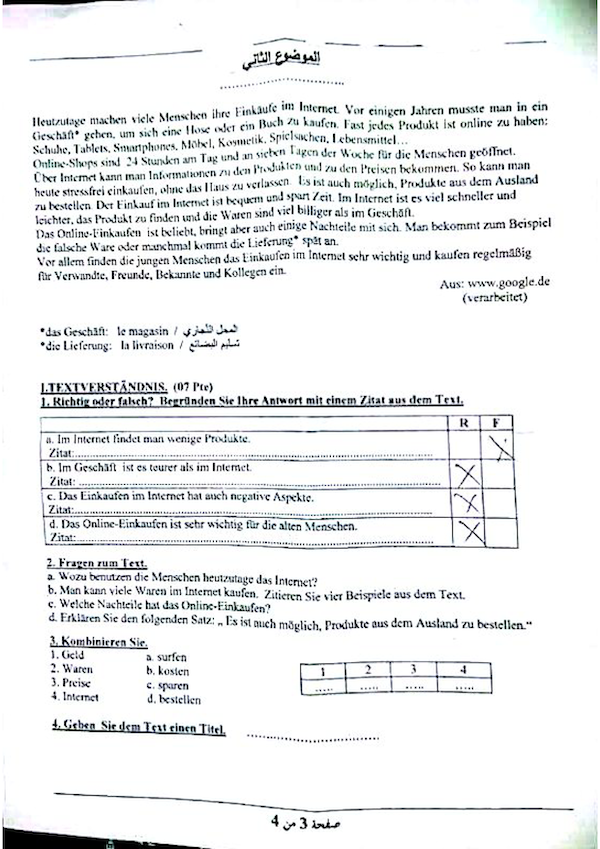 الموضوع الثاني
Heutzutage machen viele Menschen ihre Einkäufe im Internet. Vor einigen Jahren musste man in ein
Geschäft* gehen, um sich eine Hose oder ein Buch zu kaufen. Fast jedes Produkt ist online zu haben:
Schuhe, Tablets, Smartphones, Möbel, Kosmetik, Spielsachen, Lebensmittel…
Online-Shops sind 24 Stunden am Tag und an sieben Tagen der Woche für die Menschen geöffnet.
Über Internet kann man Informationen zu den Produkten und zu den Preisen bekommen. So kann man
heute stressfrei einkaufen, ohne das Haus zu verlassen. Es ist auch möglich, Produkte aus dem Ausland
zu bestellen. Der Einkauf im Internet ist bequem und spart Zeit. Im Internet ist es viel schneller und
leichter, das Produkt zu finden und die Waren sind viel billiger als im Geschäft.
Das Online-Einkaufen ist beliebt, bringt aber auch einige Nachteile mit sich. Man bekommt zum Beispiel
die falsche Ware oder manchmal kommt die Lieferung* spät an.
Vor allem finden die jungen Menschen das Einkaufen im Internet sehr wichtig und kaufen regelmäßig
für Verwandte, Freunde, Bekannte und Kollegen ein.
Aus: www.google.de
(verarbeitet)
*das Geschäft: le magasin / المحل التّجاري
*die Lieferung: la livraison / تسليم البضائع
I.TEXTVERSTÄNDNIS. (07 Pte)
1. Richtig oder falsch? Begründen Sie Ihre Antwort mit einem Zitat aus dem Text.
R F
a. Im Internet findet man wenige Produkte. X
Zitat:..........
b. Im Geschäft ist es teurer als im Internet. X
Zitat:..........
c. Das Einkaufen im Internet hat auch negative Aspekte. X
Zitat:..........
d. Das Online-Einkaufen ist sehr wichtig für die alten Menschen. X
Zitat:..........
2. Fragen zum Text.
a. Wozu benutzen die Menschen heutzutage das Internet?
b. Man kann viele Waren im Internet kaufen. Zitieren Sie vier Beispiele aus dem Text.
c. Welche Nachteile hat das Online-Einkaufen?
d. Erklären Sie den folgenden Satz: „ Es ist auch möglich, Produkte aus dem Ausland zu bestellen.“
3. Kombinieren Sie.
1. Geld a. surfen
2. Waren b. kosten
3. Preise c. sparen
4. Internet d. bestellen
1 2 3 4
..... ..... ..... .....
4. Geben Sie dem Text einen Titel. ..........
صفحة 3 من 4